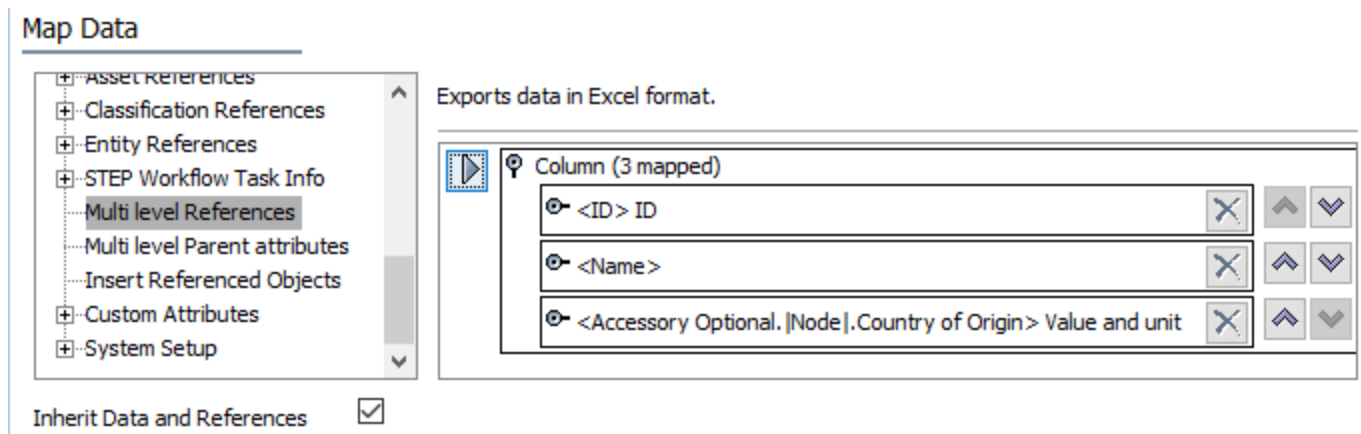 Map Data
Asset References
Classification References
Entity References
STEP Workflow Task Info
Multi level References
Multi level Parent attributes
Insert Referenced Objects
Custom Attributes
System Setup
Inherit Data and References
Exports data in Excel format.
Column (3 mapped)
<ID> ID
<Name>
<Accessory Optional.|Node|.Country of Origin> Value and unit